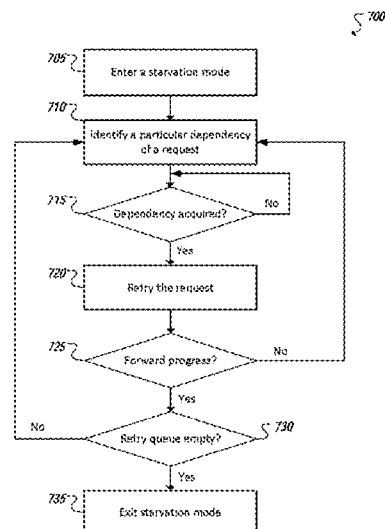 700
705
Enter a starvation mode
710
Identify a particular dependency
of a request
715
Dependency acquired?
No
Yes
720
Retry the request
725
Forward progress?
No
Yes
No
Retry queue empty?
730
Yes
735
Exit starvation mode